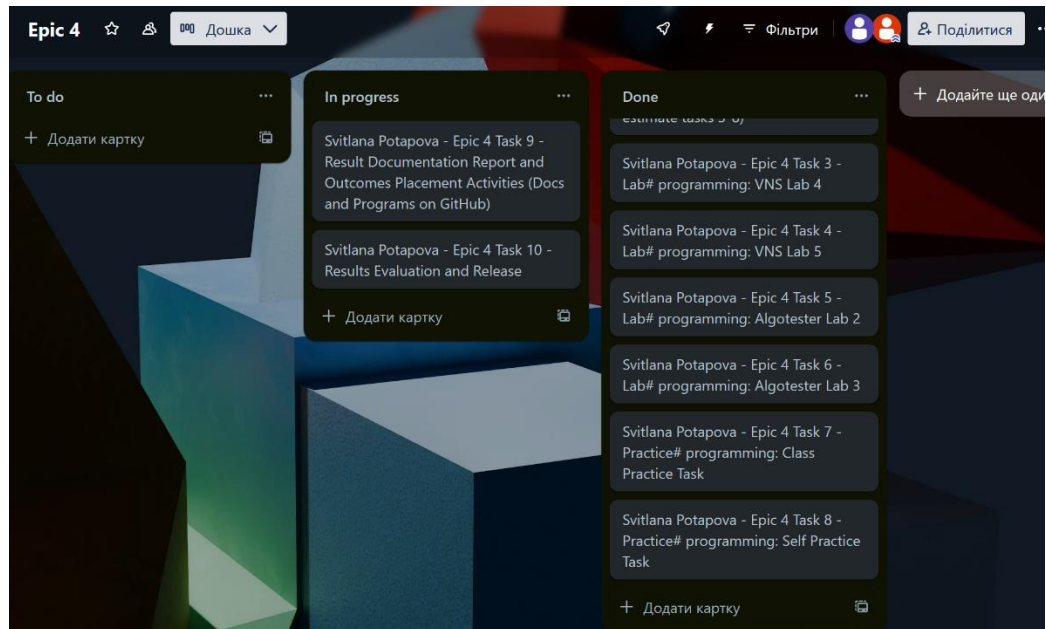 Epic 4
Дошка
Фільтри
Поділитися
To do
Додати картку
In progress
Svitlana Potapova - Epic 4 Task 9 -
Result Documentation Report and
Outcomes Placement Activities (Docs
and Programs on GitHub)
Svitlana Potapova - Epic 4 Task 10 -
Results Evaluation and Release
Додати картку
Done
estimate tasks 3-8)
Svitlana Potapova - Epic 4 Task 3 -
Lab# programming: VNS Lab 4
Svitlana Potapova - Epic 4 Task 4 -
Lab# programming: VNS Lab 5
Svitlana Potapova - Epic 4 Task 5 -
Lab# programming: Algotester Lab 2
Svitlana Potapova - Epic 4 Task 6 -
Lab# programming: Algotester Lab 3
Svitlana Potapova - Epic 4 Task 7 -
Practice# programming: Class
Practice Task
Svitlana Potapova - Epic 4 Task 8 -
Practice# programming: Self Practice
Task
Додати картку
Додайте ще оди